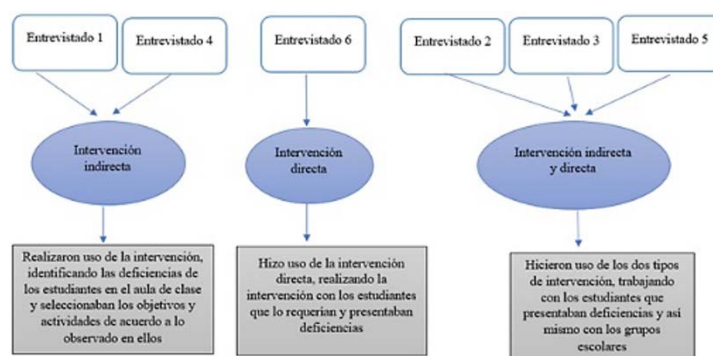 Entrevistado 1
Entrevistado 4
Entrevistado 6
Entrevistado 2
Entrevistado 3
Entrevistado 5
Intervención
indirecta
Intervención
directa
Intervención indirecta
y directa
Realizaron uso de la intervención,
identificando las deficiencias de
los estudiantes en el aula de clase
y seleccionaban los objetivos y
actividades de acuerdo a lo
observado en ellos
Hizo uso de la intervención
directa, realizando la
intervención con los estudiantes
que lo requerian y presentaban
deficiencias
Hicieron uso de los dos tipos
de intervención, trabajando
con los estudiantes que
presentaban deficiencias y así
mismo con los grupos
escolares